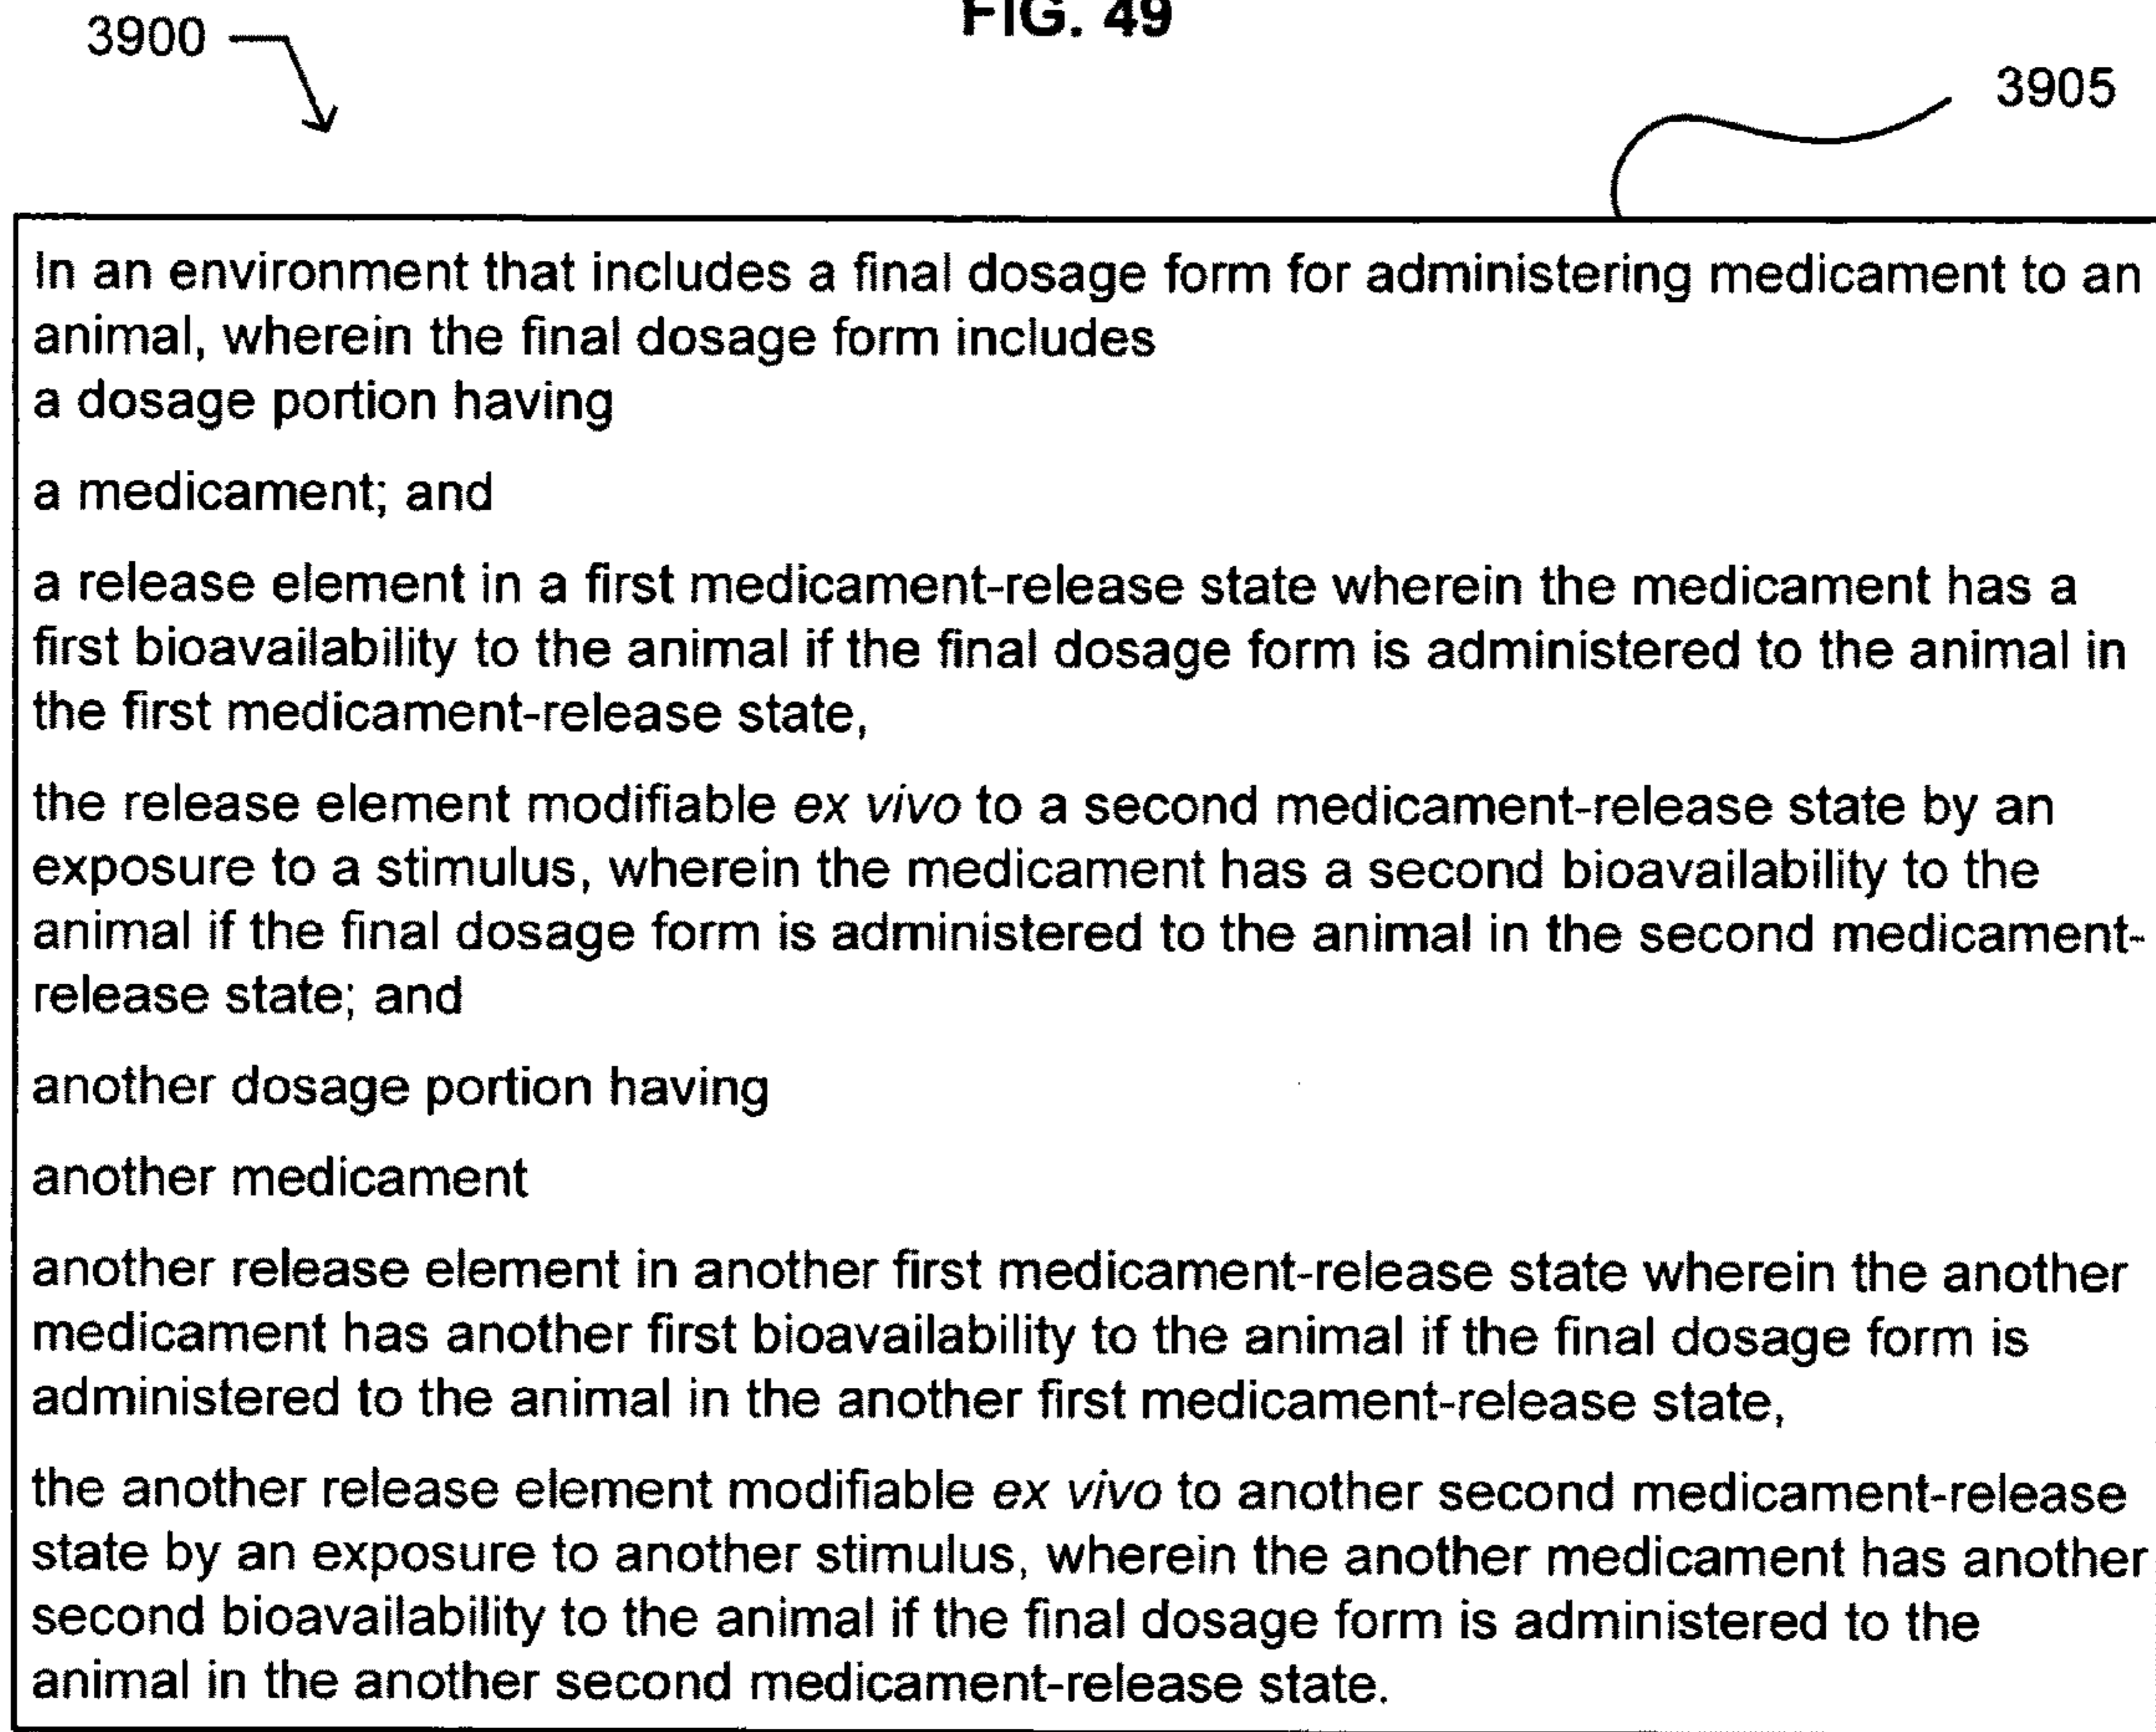 FIG. 49
3900
3905
In an environment that includes a final dosage form for administering medicament to an
animal, wherein the final dosage form includes
a dosage portion having
a medicament; and
a release element in a first medicament-release state wherein the medicament has a
first bioavailability to the animal if the final dosage form is administered to the animal in
the first medicament-release state,
the release element modifiable ex vivo to a second medicament-release state by an
exposure to a stimulus, wherein the medicament has a second bioavailability to the
animal if the final dosage form is administered to the animal in the second medicament-
release state; and
another dosage portion having
another medicament
another release element in another first medicament-release state wherein the another
medicament has another first bioavailability to the animal if the final dosage form is
administered to the animal in the another first medicament-release state,
the another release element modifiable ex vivo to another second medicament-release
state by an exposure to another stimulus, wherein the another medicament has another
second bioavailability to the animal if the final dosage form is administered to the
animal in the another second medicament-release state.